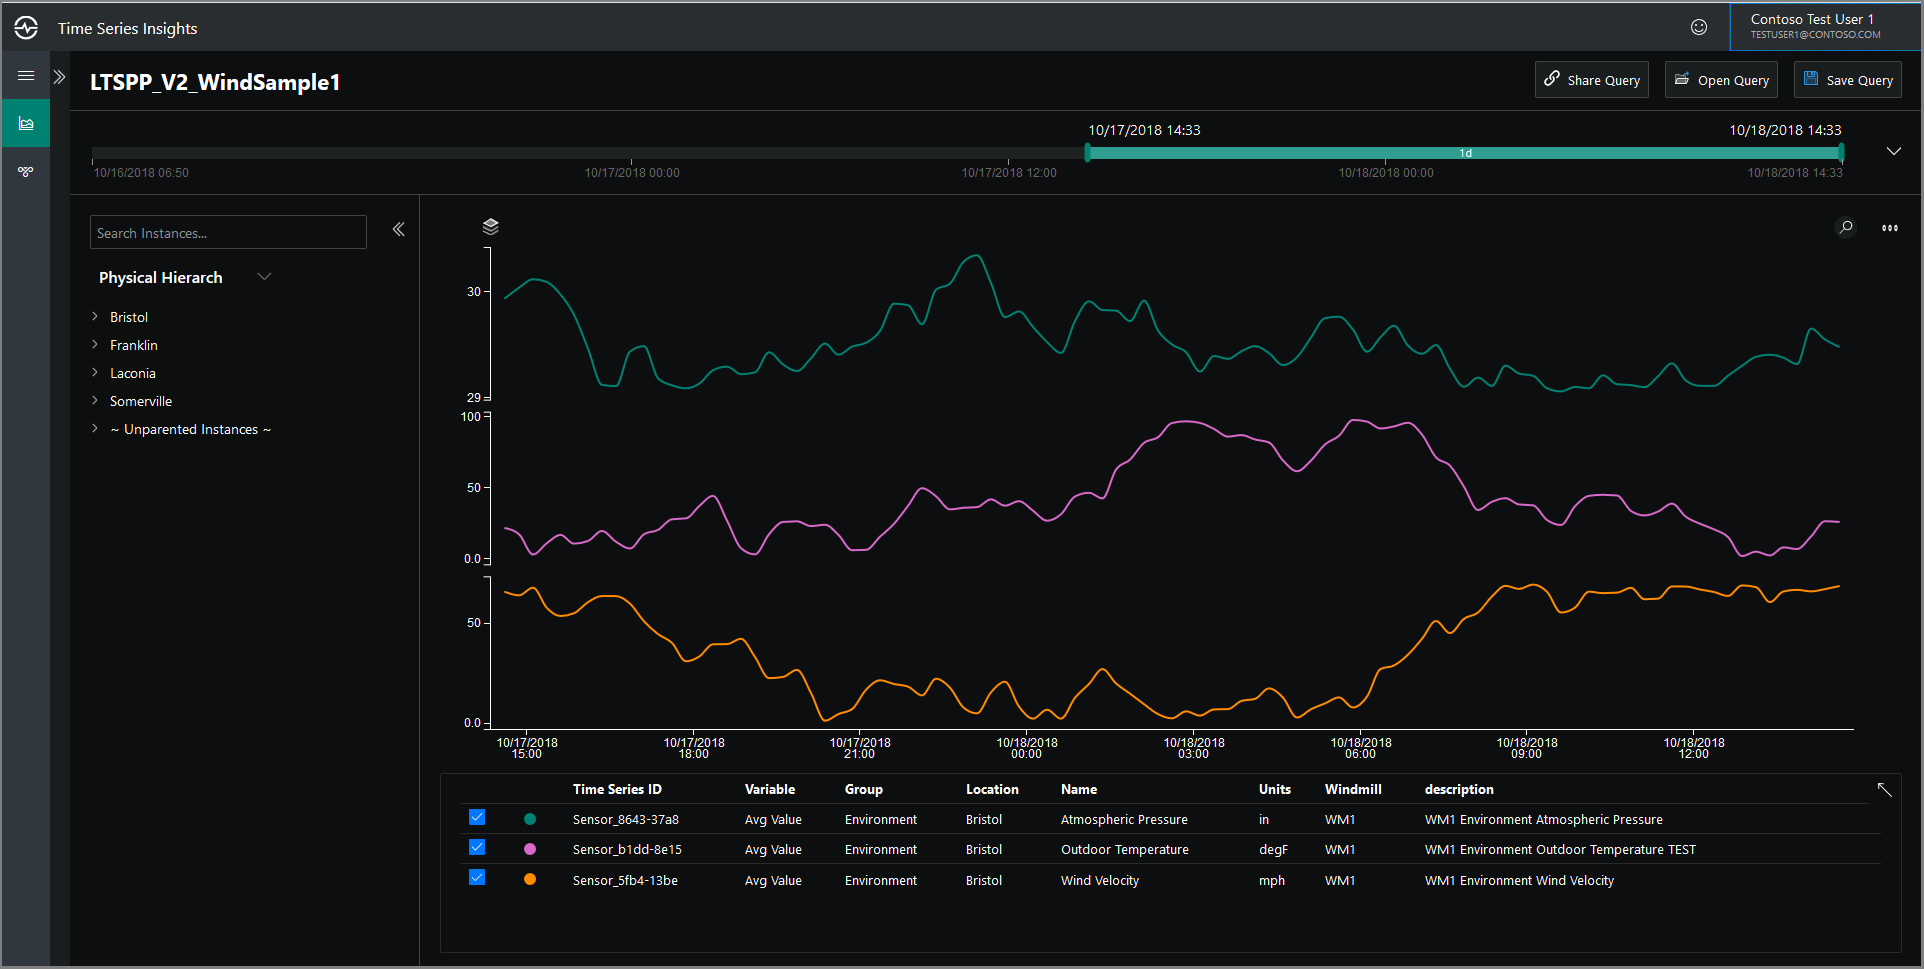 Time Series Insights
Contoso Test User 1
TESTUSER1@CONTOSO.COM
LTSPP_V2_WindSample1
Share Query
Open Query
Save Query
10/17/2018 14:33
10/18/2018 14:33
1d
10/16/2018 06:50
10/17/2018 00:00
10/17/2018 12:00
10/18/2018 00:00
10/18/2018 14:33
Search Instances...
Physical Hierarch
Bristol
Franklin
Laconia
Somerville
~ Unparented Instances ~
30
29
100
50
0.0
50
0.0
10/17/2018 15:00
10/17/2018 18:00
10/17/2018 21:00
10/18/2018 00:00
10/18/2018 03:00
10/18/2018 06:00
10/18/2018 09:00
10/18/2018 12:00
Time Series ID Variable Group Location Name Units Windmill description
Sensor_8643-37a8 Avg Value Environment Bristol Atmospheric Pressure in WM1 WM1 Environment Atmospheric Pressure
Sensor_b1dd-8e15 Avg Value Environment Bristol Outdoor Temperature degF WM1 WM1 Environment Outdoor Temperature TEST
Sensor_5fb4-13be Avg Value Environment Bristol Wind Velocity mph WM1 WM1 Environment Wind Velocity